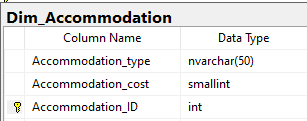 Dim_Accommodation
Column Name Data Type
Accommodation_type nvarchar(50)
Accommodation_cost smallint
Accommodation_ID int